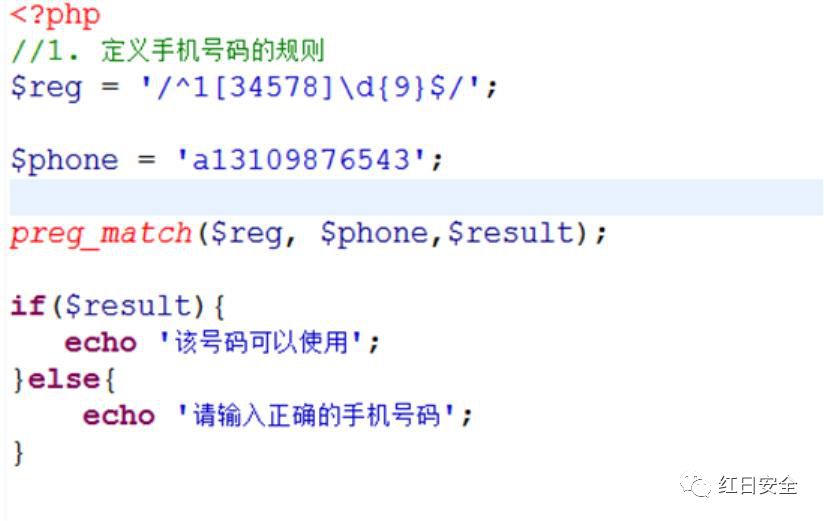 <?php
//1. 定义手机号码的规则
$reg = '/^1[34578]\d{9}$/';
$phone = 'a13109876543';
preg_match($reg, $phone,$result);
if($result){
echo '该号码可以使用';
}else{
echo '请输入正确的手机号码';
}
红日安全